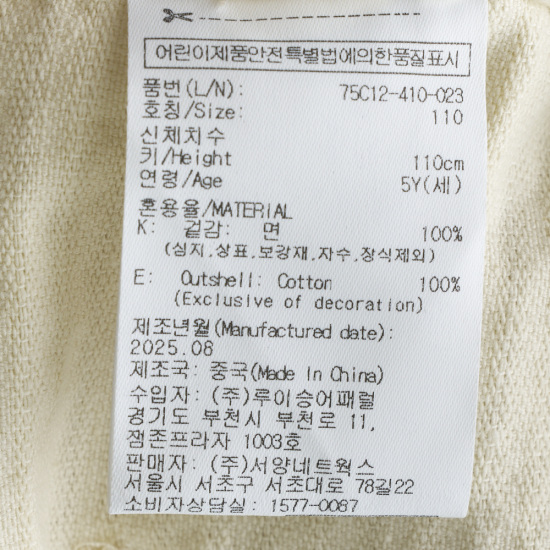 어린이제품안전특별법에의한품질표시
품번(L/N): 75C12-410-023
호칭/Size: 110
신체치수
키/Height 110cm
연령/Age 5Y(세)
혼용율/MATERIAL
K: 겉감: 면 100%
(심지,상표,보강재,자수,장식제외)
E: Outshell: Cotton 100%
(Exclusive of decoration)
제조년월(Manufactured date):
2025.08
제조국: 중국(Made In China)
수입자: (주)루이승어패럴
경기도 부천시 부천로 11,
잼존프라자 1003호
판매자: (주)서양네트웍스
서울시 서초구 서초대로 78길22
소비자상담실: 1577-0087